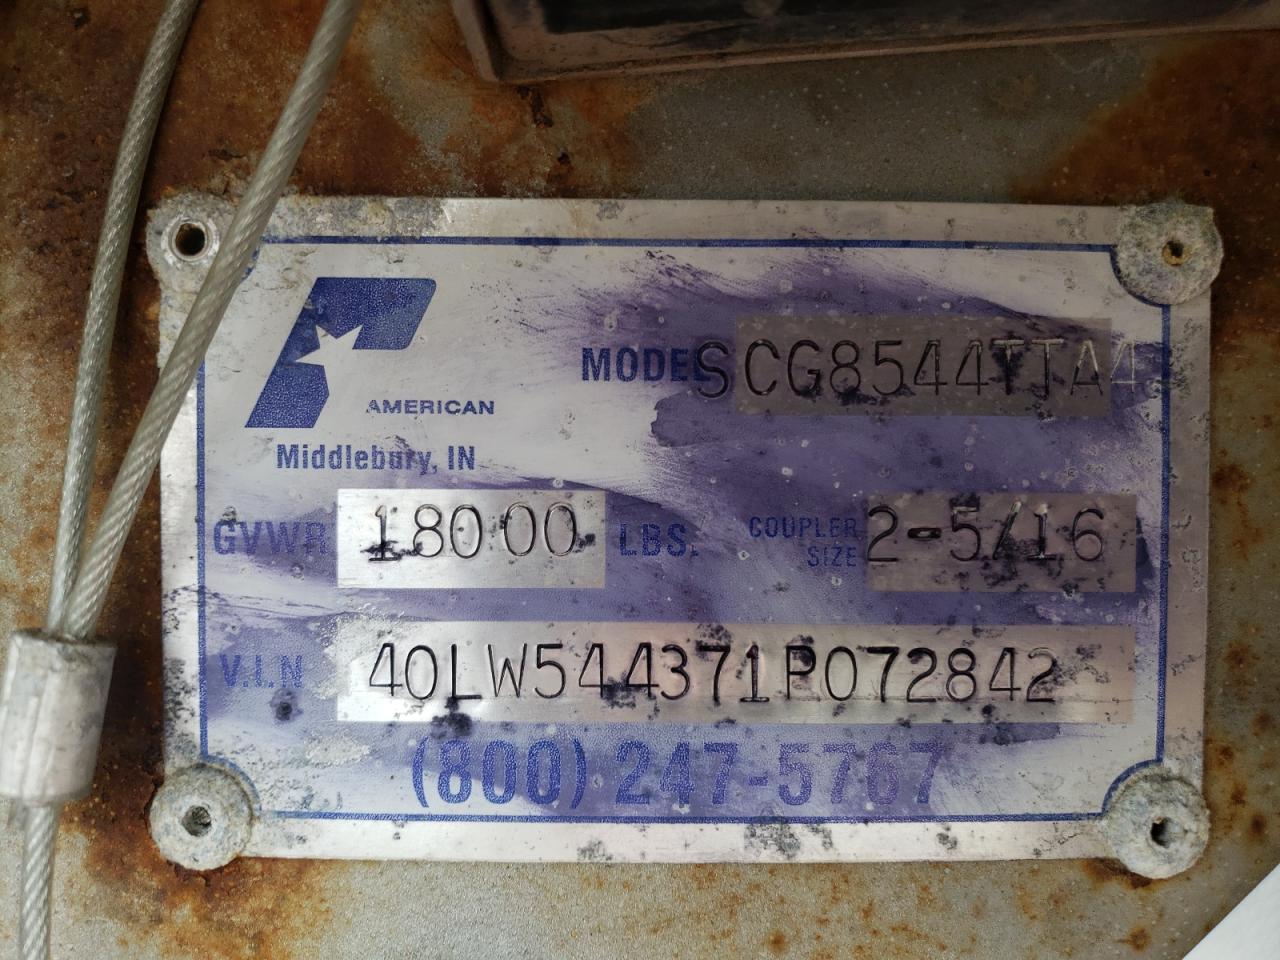 AMERICAN
Middlebury, IN
MODEL SCG8544TTA4
GVWR 18000 LBS. COUPLER SIZE 2-5/16
V.I.N 40LW544371P072842
(800) 247-5767